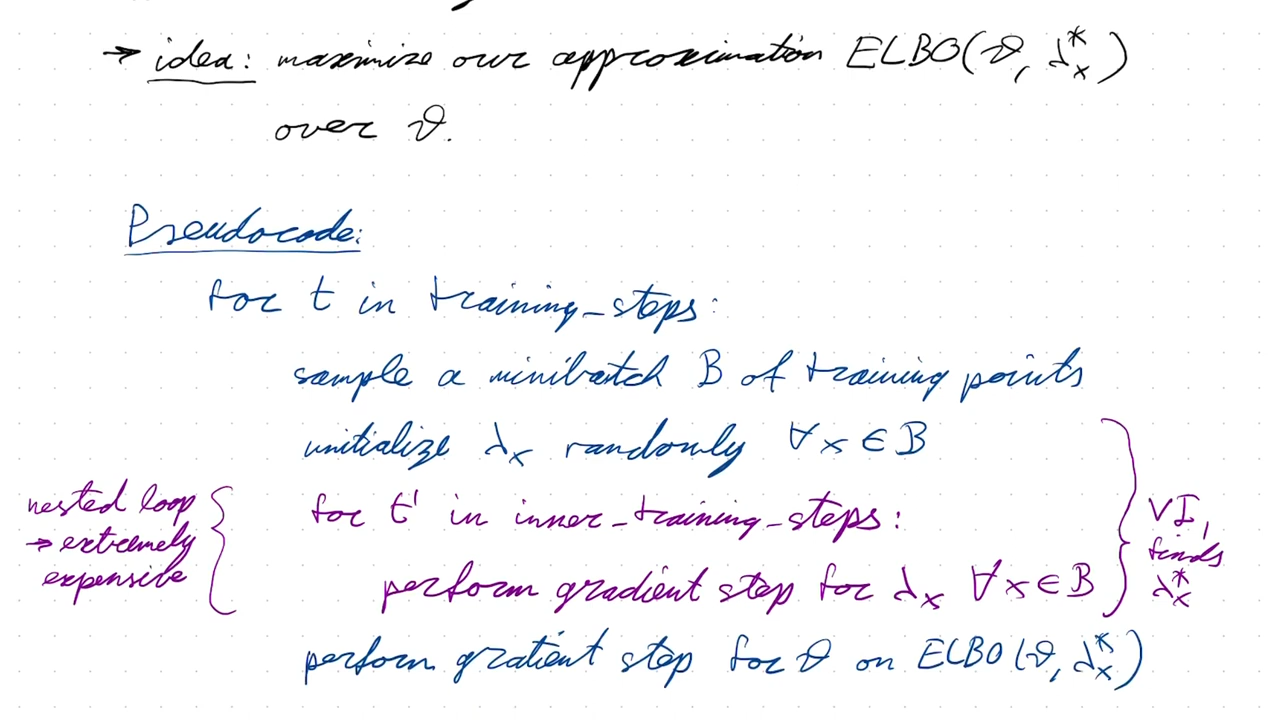 → idea: maximize our approximation ELBO(ϑ, λ*ₓ)
over ϑ.
Pseudocode:
for t in training_steps:
sample a minibatch B of training points
initialize λₓ randomly ∀ x ∈ B
nested loop
→ extremely
expensive
for t' in inner_training_steps:
perform gradient step for λₓ ∀ x ∈ B
VI,
finds
λ*ₓ
perform gratient step for ϑ on ELBO(ϑ, λ*ₓ)